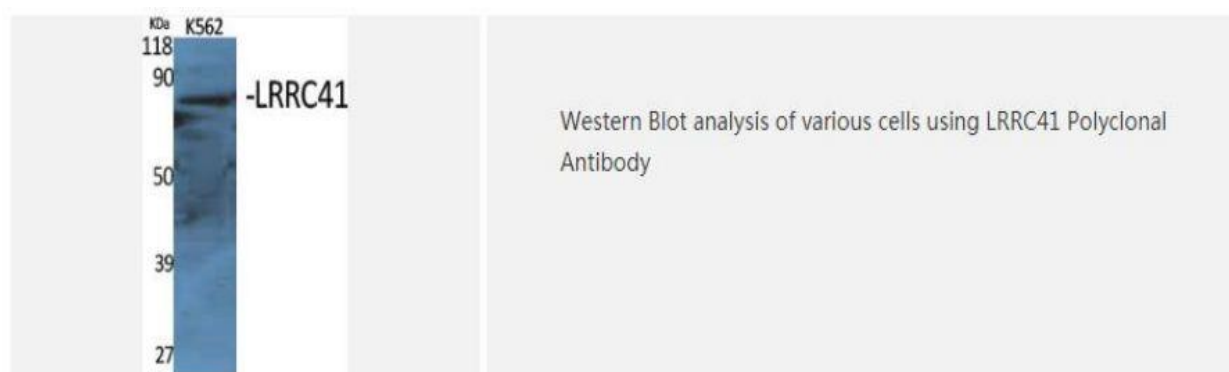 KDa K562
118
90
-LRRC41
50
39
27
Western Blot analysis of various cells using LRRC41 Polyclonal
Antibody